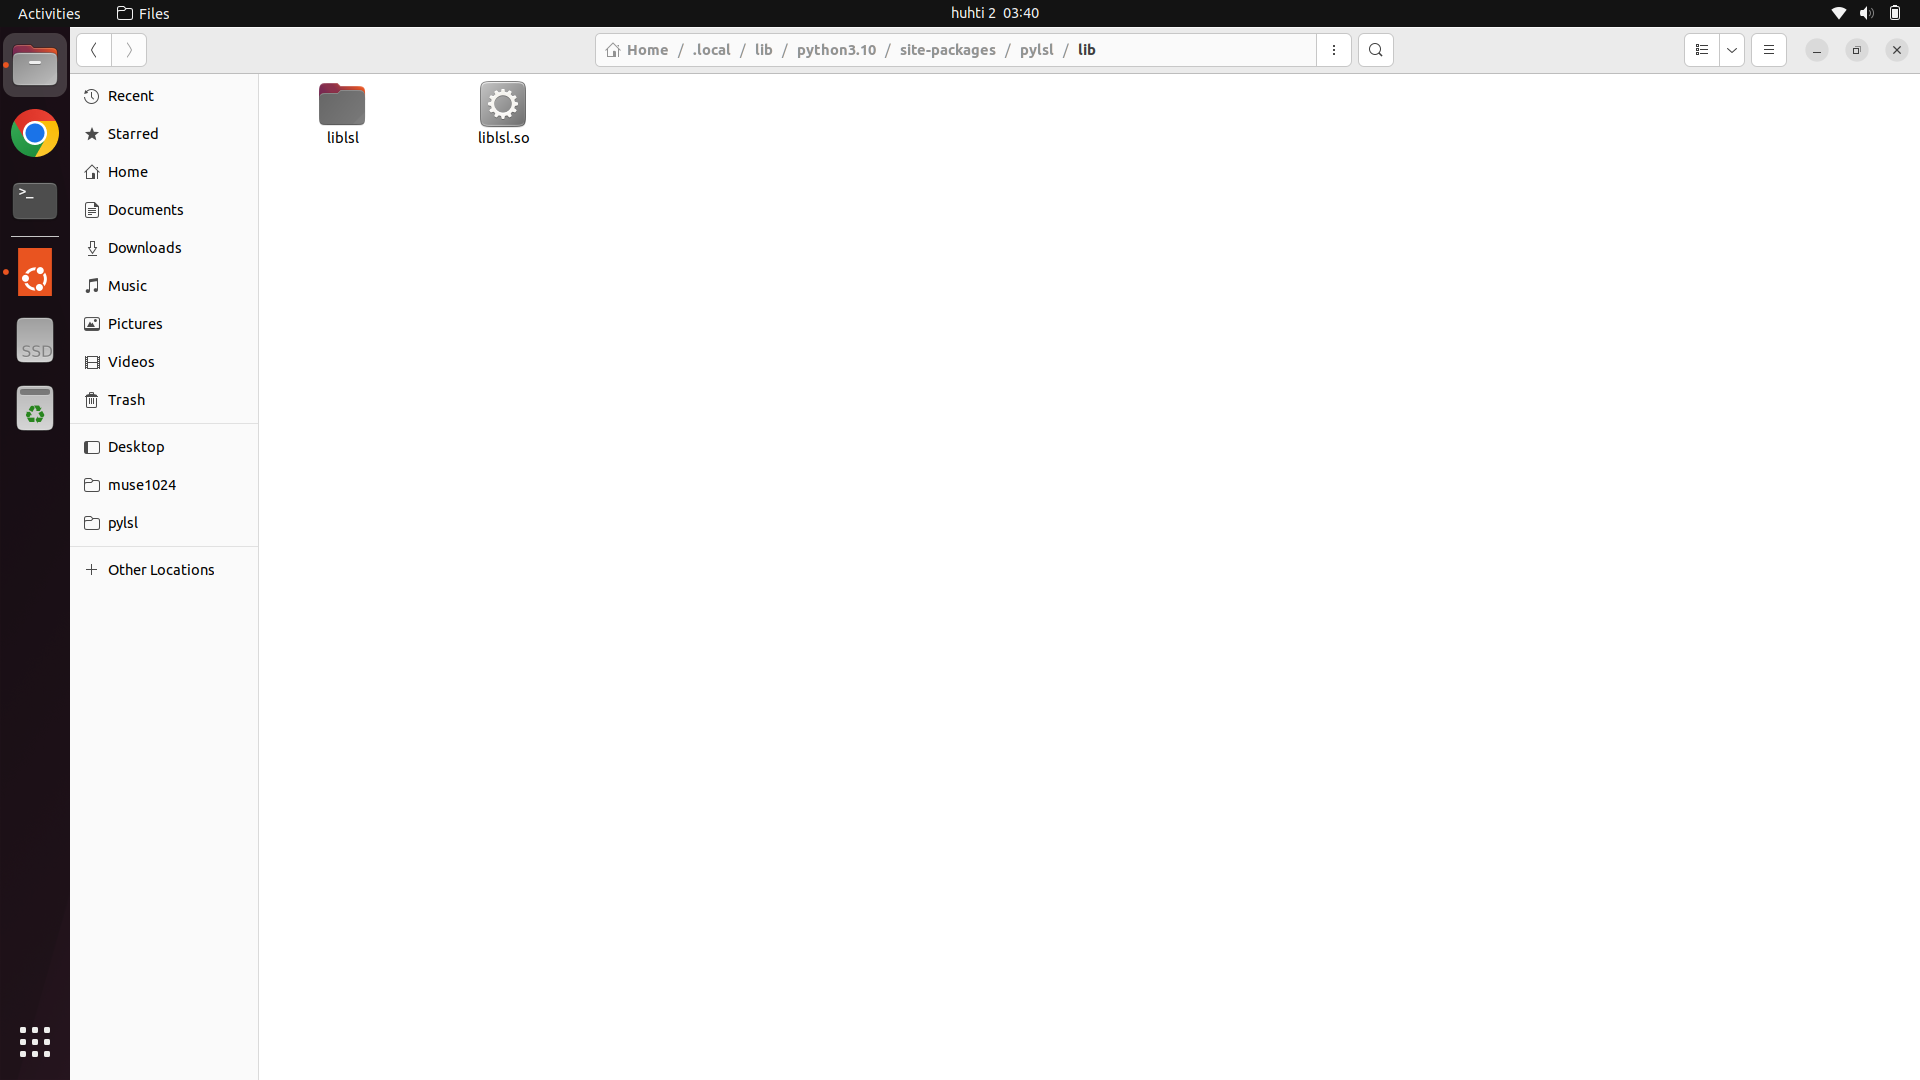 Activities Files huhti 2 03:40
Home / .local / lib / python3.10 / site-packages / pylsl / lib
Recent
Starred
Home
Documents
Downloads
Music
Pictures
Videos
Trash
Desktop
muse1024
pylsl
Other Locations
liblsl liblsl.so
>_
SSD